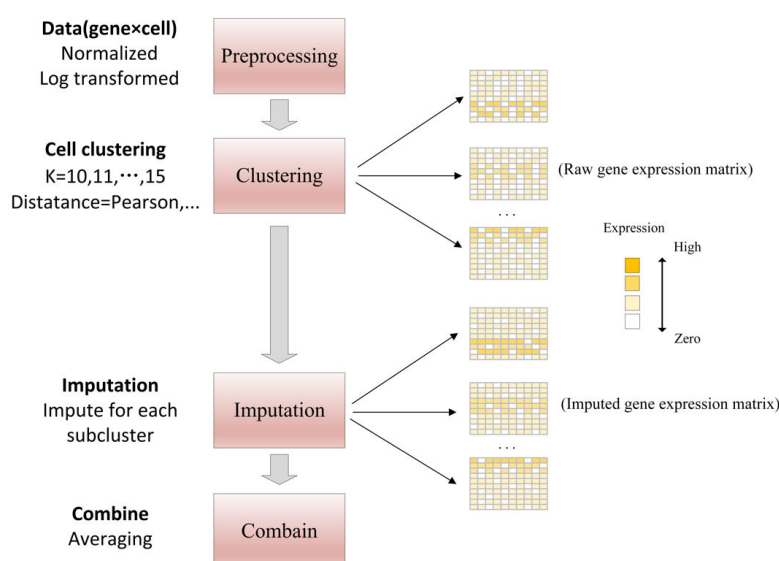 Data(gene×cell)
Normalized
Log transformed
Preprocessing
Cell clustering
K=10,11,⋯,15
Distatance=Pearson,...
Clustering
(Raw gene expression matrix)
...
Expression
High
Zero
Imputation
Impute for each
subcluster
Imputation
(Imputed gene expression matrix)
...
Combine
Averaging
Combain